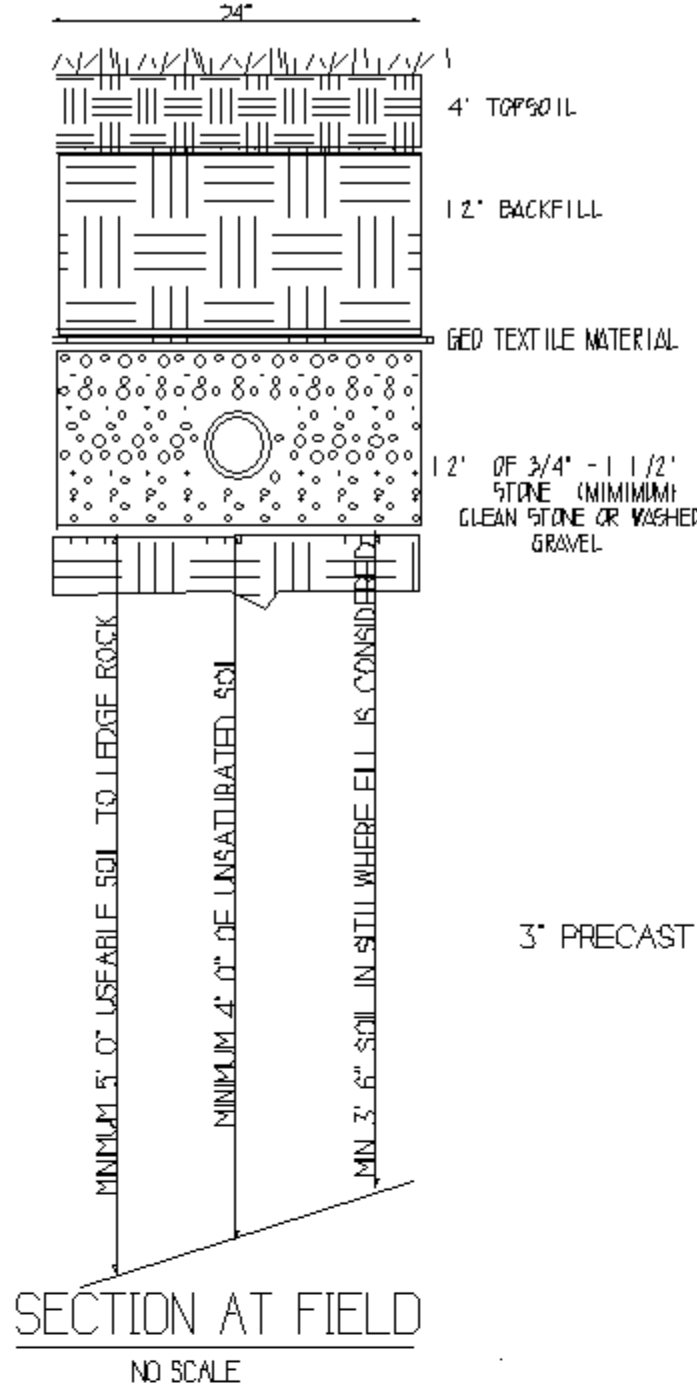 24"
4" TOPSOIL
12" BACKFILL
GEO TEXTILE MATERIAL
12" OF 3/4" - 1 1/2"
STONE (MIMIMUM)
CLEAN STONE OR WASHED
GRAVEL
MINIMUM 5' 0" USEABLE SOIL TO LEDGE ROCK
MINIMUM 4' 0" OF UNSATURATED SOIL
MIN 3' 6" SOIL IN SITU WHERE FILL IS CONSIDERED
3" PRECAST
SECTION AT FIELD
NO SCALE